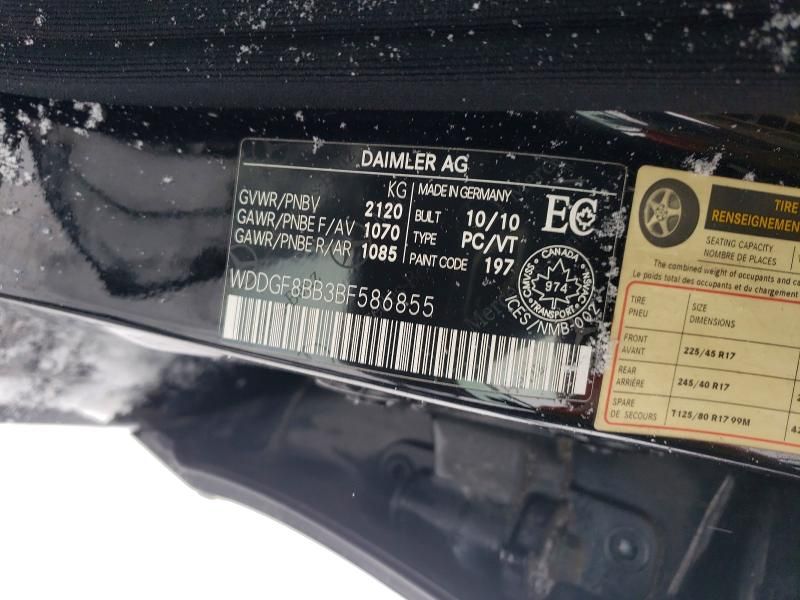 DAIMLER AG
KG
GVWR/PNBV 2120
GAWR/PNBE F/AV 1070
GAWR/PNBE R/AR 1085
MADE IN GERMANY
BUILT 10/10
TYPE PC/VT
PAINT CODE 197
EC
CANADA
974
TRANSPORT
ICES/NMB-002
WDDGF8BB3BF586855
TIRE
RENSEIGNEMEN
SEATING CAPACITY
NOMBRE DE PLACES
The combined weight of occupants and ca
Le poids total des occupants et du chargement
TIRE
PNEU
SIZE
DIMENSIONS
FRONT
AVANT
225/45 R17
REAR
ARRIÈRE
245/40 R17
SPARE
DE SECOURS
T125/80 R17 99M